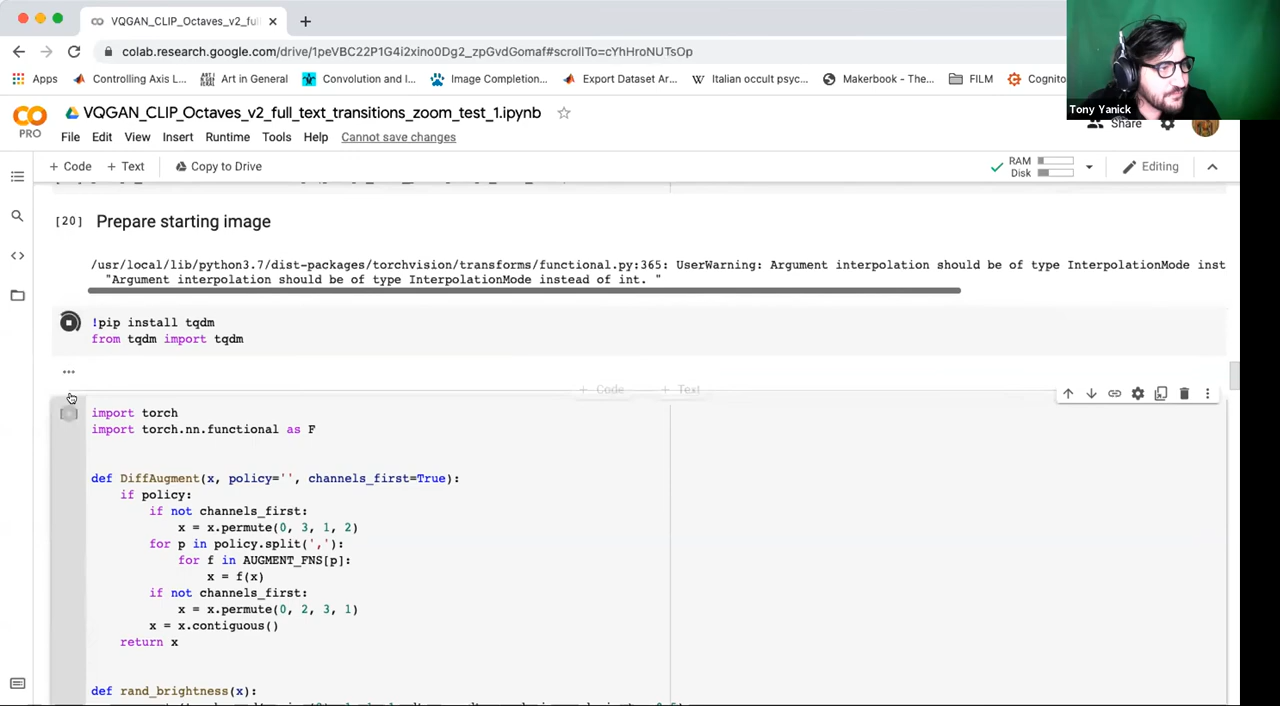 VQGAN_CLIP_Octaves_v2_full
colab.research.google.com/drive/1peVBC22P1G4i2xino0Dg2_zpGvdGomaf#scrollTo=cYhHroNUTsOp
Apps Controlling Axis L... Art in General Convolution and I... Image Completion... Export Dataset Ar... Italian occult psyc... Makerbook - The... FILM Cognito
Tony Yanick
VQGAN_CLIP_Octaves_v2_full_text_transitions_zoom_test_1.ipynb
PRO
File Edit View Insert Runtime Tools Help Cannot save changes
Share
+ Code + Text Copy to Drive
RAM
Disk
Editing
[20] Prepare starting image
/usr/local/lib/python3.7/dist-packages/torchvision/transforms/functional.py:365: UserWarning: Argument interpolation should be of type InterpolationMode inst
"Argument interpolation should be of type InterpolationMode instead of int. "
!pip install tqdm
from tqdm import tqdm
+ Code + Text
import torch
import torch.nn.functional as F
def DiffAugment(x, policy='', channels_first=True):
if policy:
if not channels_first:
x = x.permute(0, 3, 1, 2)
for p in policy.split(','):
for f in AUGMENT_FNS[p]:
x = f(x)
if not channels_first:
x = x.permute(0, 2, 3, 1)
x = x.contiguous()
return x
def rand_brightness(x):